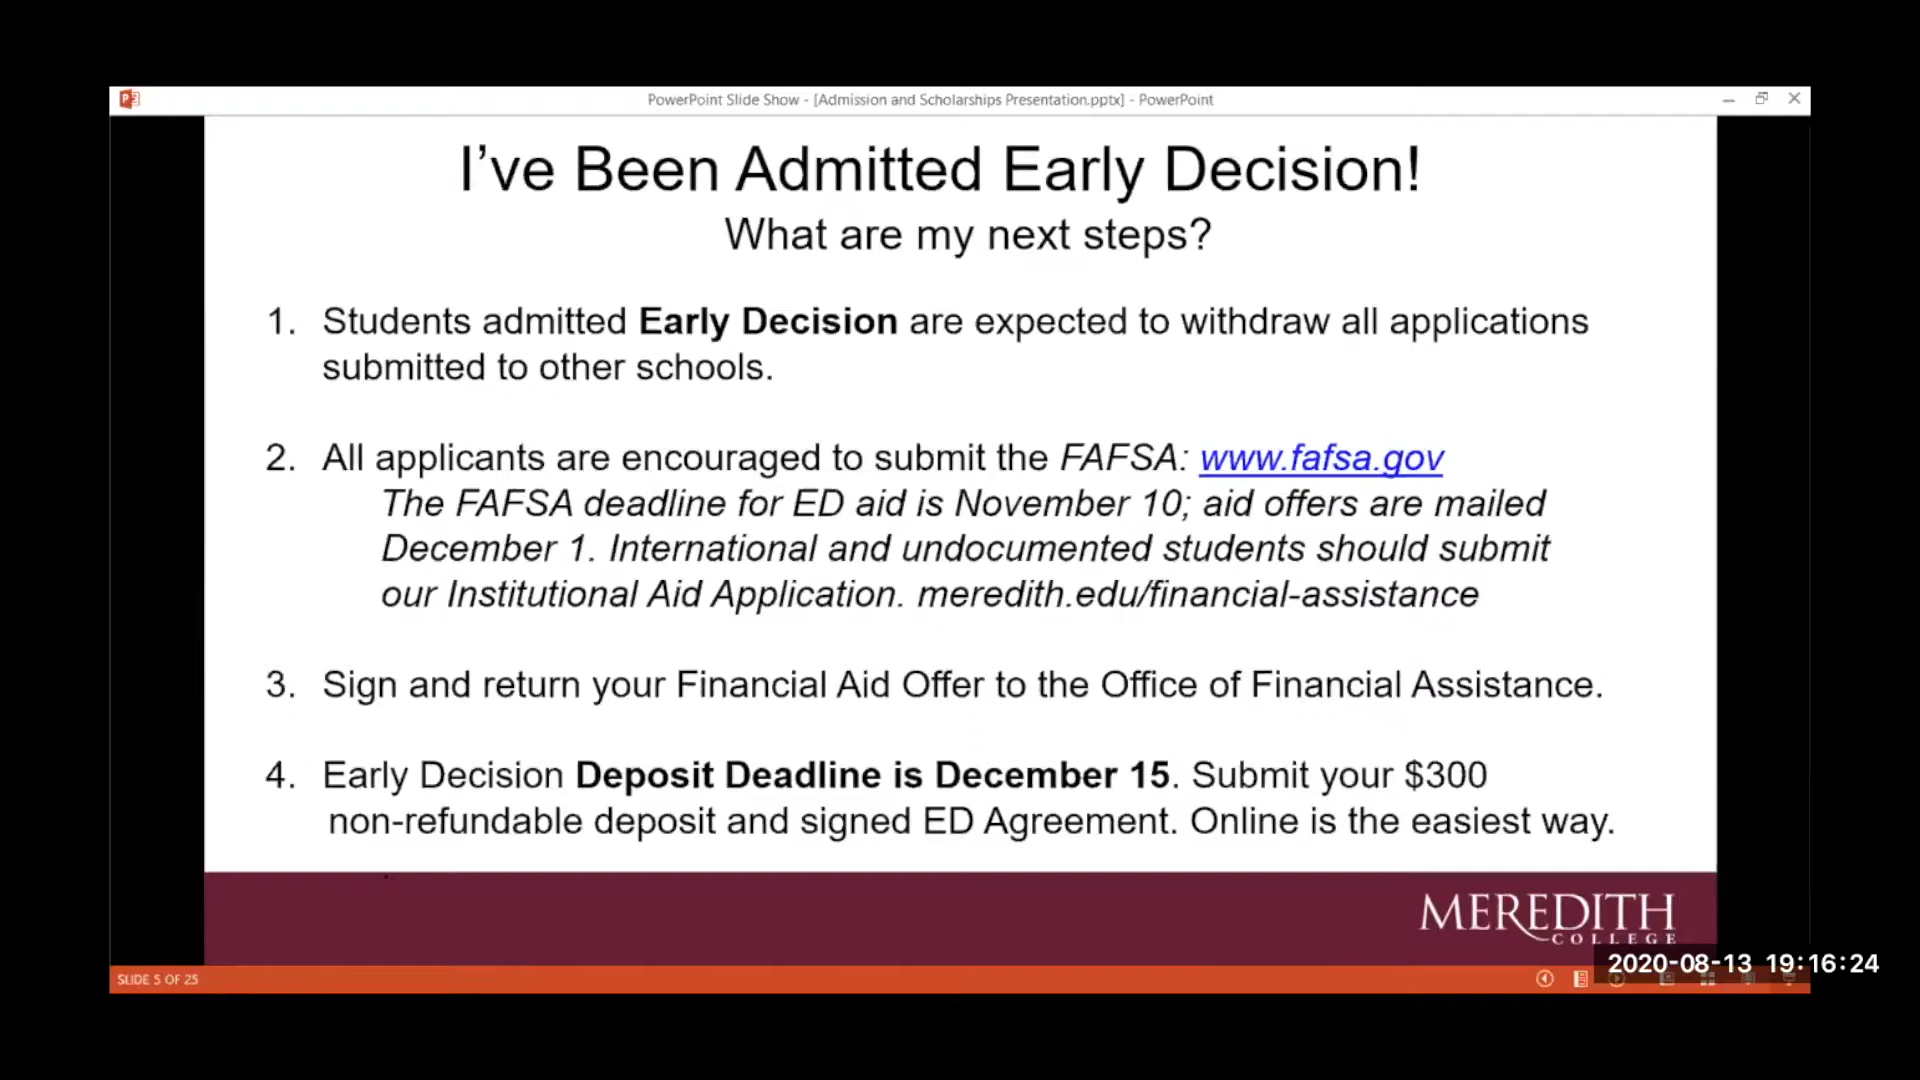 PowerPoint Slide Show - [Admission and Scholarships Presentation.pptx] - PowerPoint
I've Been Admitted Early Decision!
What are my next steps?
1. Students admitted Early Decision are expected to withdraw all applications
submitted to other schools.
2. All applicants are encouraged to submit the FAFSA: www.fafsa.gov
The FAFSA deadline for ED aid is November 10; aid offers are mailed
December 1. International and undocumented students should submit
our Institutional Aid Application. meredith.edu/financial-assistance
3. Sign and return your Financial Aid Offer to the Office of Financial Assistance.
4. Early Decision Deposit Deadline is December 15. Submit your $300
non-refundable deposit and signed ED Agreement. Online is the easiest way.
MEREDITH
COLLEGE
2020-08-13 19:16:24
SLIDE 5 OF 25